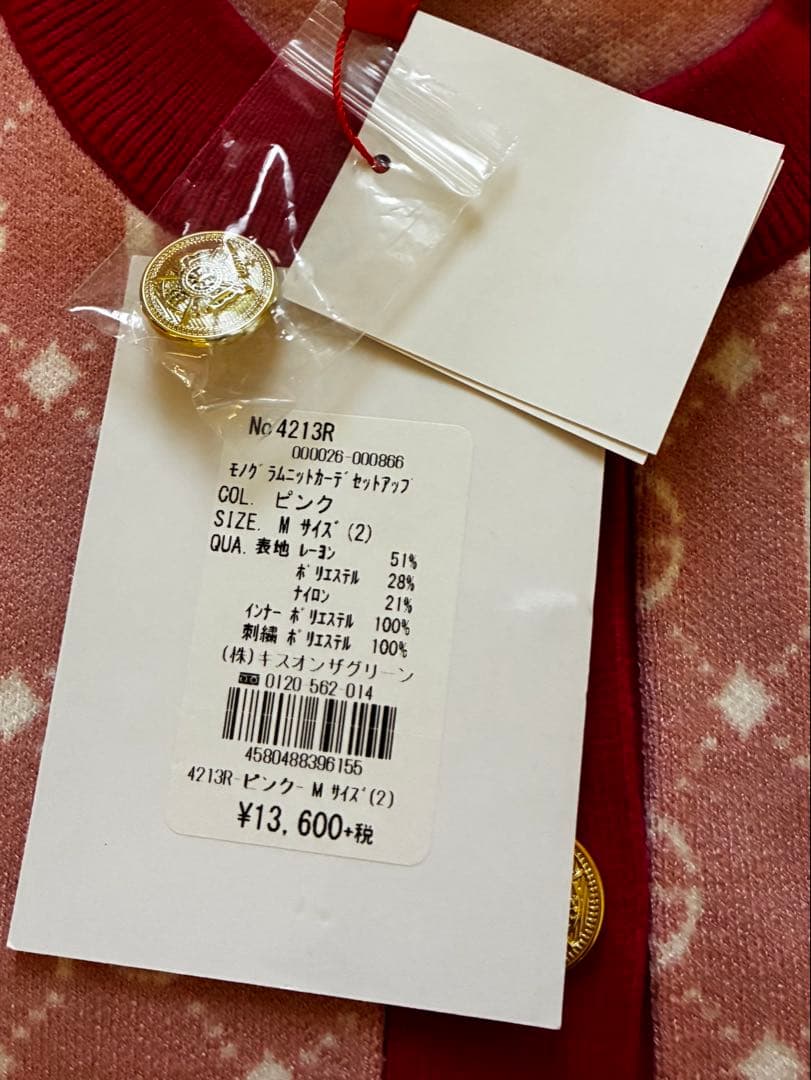 No 4213R
000026-000866
ﾓﾉｸﾞﾗﾑﾆｯﾄｶｰﾃﾞｾｯﾄｱｯﾌﾟ
COL. ピンク
SIZE. M ｻｲｽﾞ(2)
QUA. 表地 ﾚｰﾖﾝ 51%
ﾎﾟﾘｴｽﾃﾙ 28%
ﾅｲﾛﾝ 21%
ｲﾝﾅｰ ﾎﾟﾘｴｽﾃﾙ 100%
刺繍 ﾎﾟﾘｴｽﾃﾙ 100%
(株)キスオンザグリーン
0120-562-014
4580488396155
4213R-ピンク- M ｻｲｽﾞ(2)
¥13,600+税